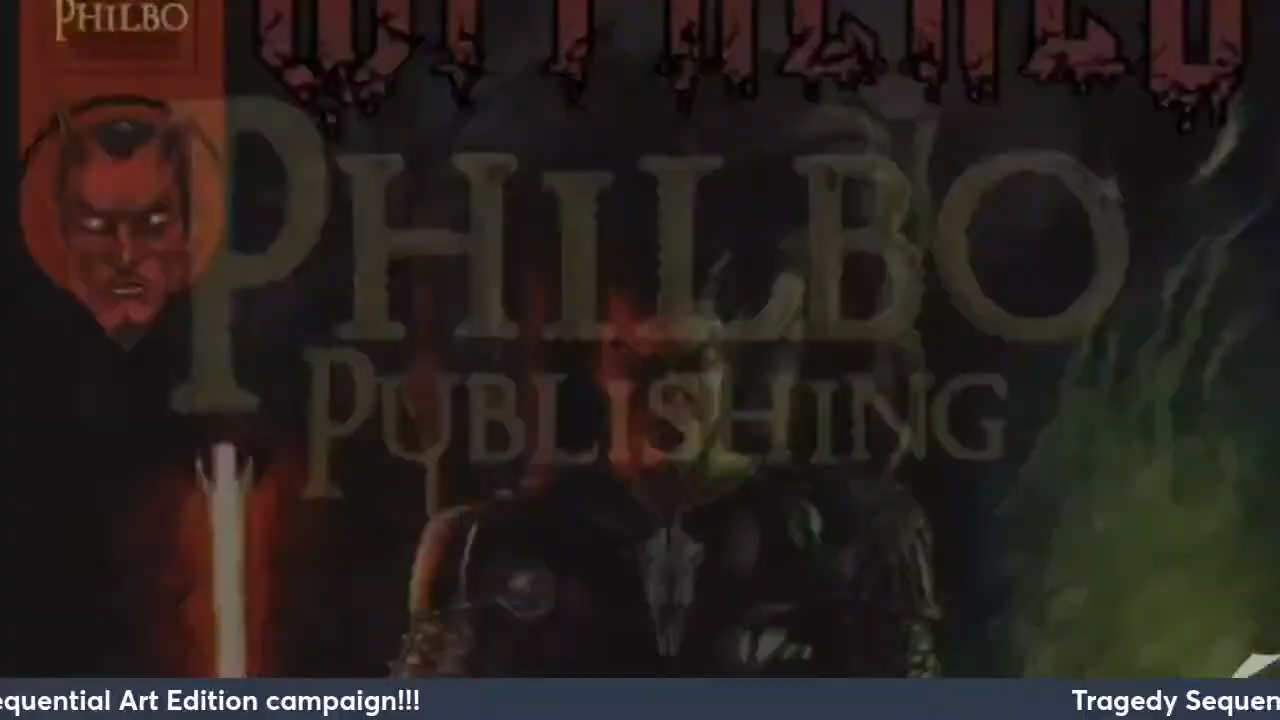 PHILBO
PHILBO
PUBLISHING
equential Art Edition campaign!!!
Tragedy Sequen